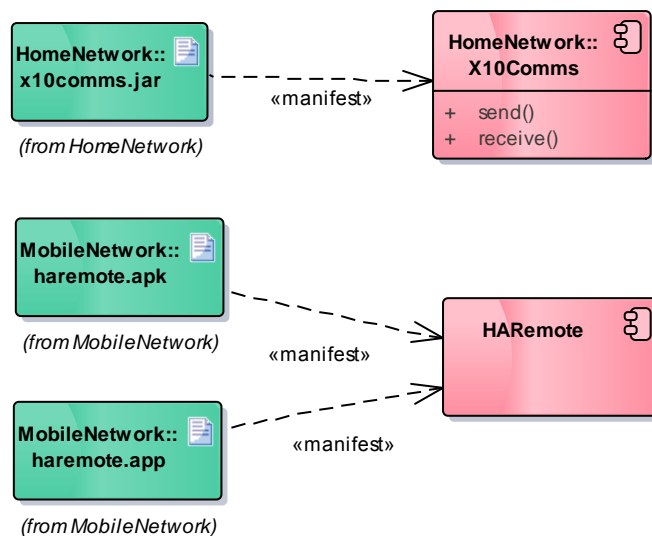 HomeNetwork::
x10comms.jar
(from HomeNetwork)
«manifest»
HomeNetwork::
X10Comms
+ send()
+ receive()
MobileNetwork::
haremote.apk
(from MobileNetwork)
«manifest»
HARemote
MobileNetwork::
haremote.app
(from MobileNetwork)
«manifest»